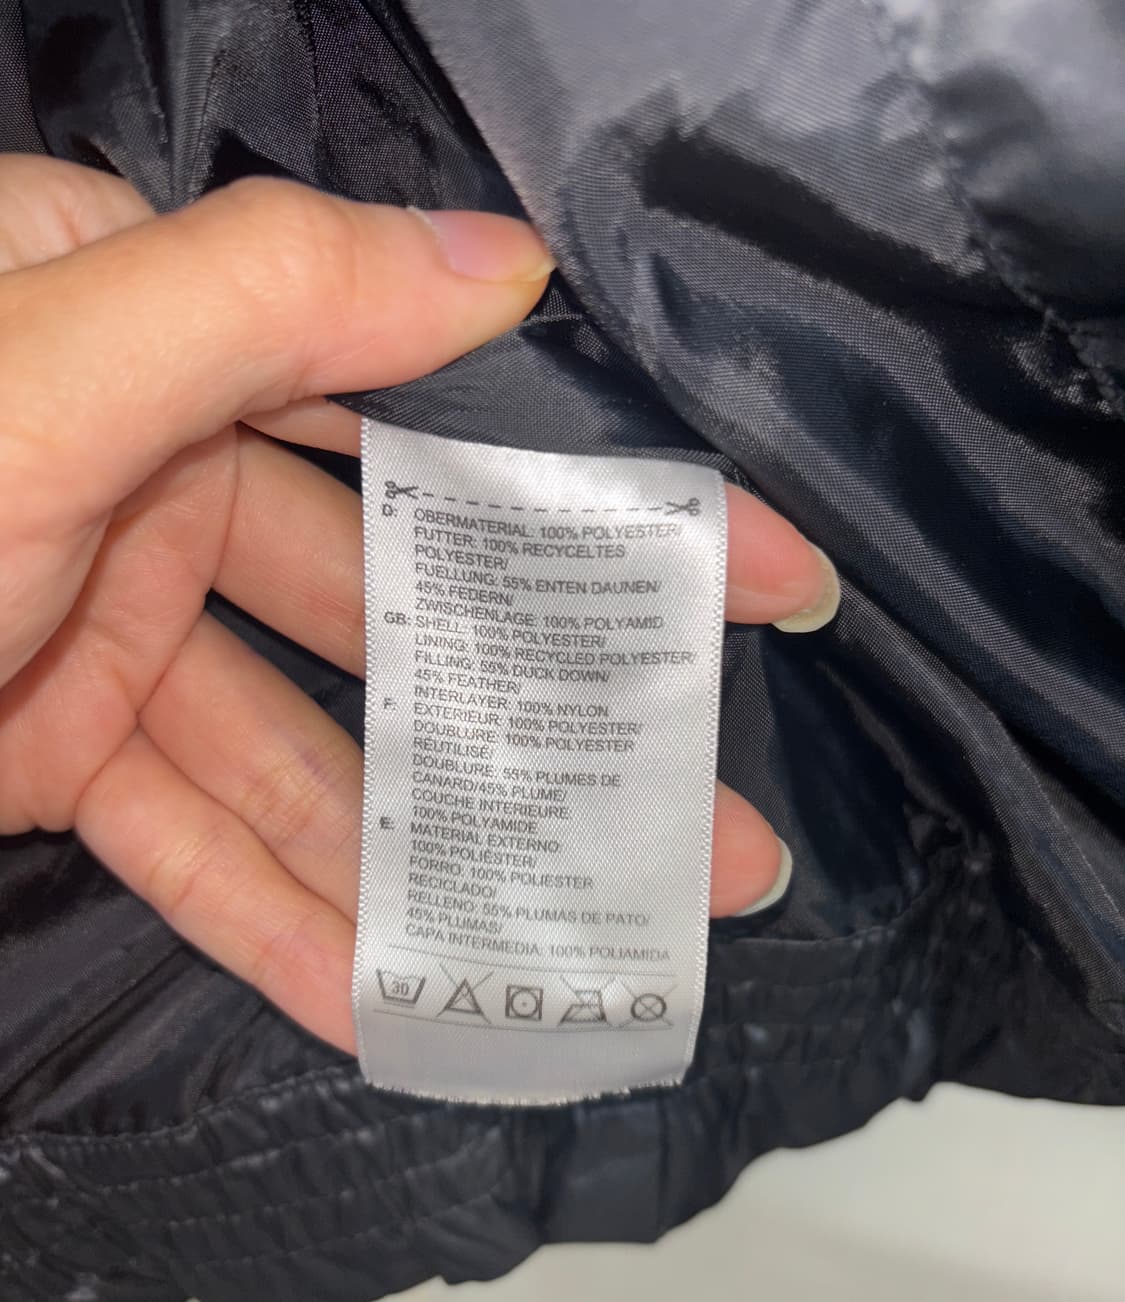 D: OBERMATERIAL: 100% POLYESTER/
FUTTER: 100% RECYCELTES
POLYESTER/
FUELLUNG: 55% ENTEN DAUNEN/
45% FEDERN/
ZWISCHENLAGE: 100% POLYAMID
GB: SHELL: 100% POLYESTER/
LINING: 100% RECYCLED POLYESTER/
FILLING: 55% DUCK DOWN/
45% FEATHER/
INTERLAYER: 100% NYLON
F: EXTERIEUR: 100% POLYESTER/
DOUBLURE: 100% POLYESTER
REUTILISE/
DOUBLURE: 55% PLUMES DE
CANARD/45% PLUME/
COUCHE INTERIEURE:
100% POLYAMIDE
E: MATERIAL EXTERNO:
100% POLIÉSTER/
FORRO: 100% POLIESTER
RECICLADO/
RELLENO: 55% PLUMAS DE PATO/
45% PLUMAS/
CAPA INTERMEDIA: 100% POLIAMIDA
30